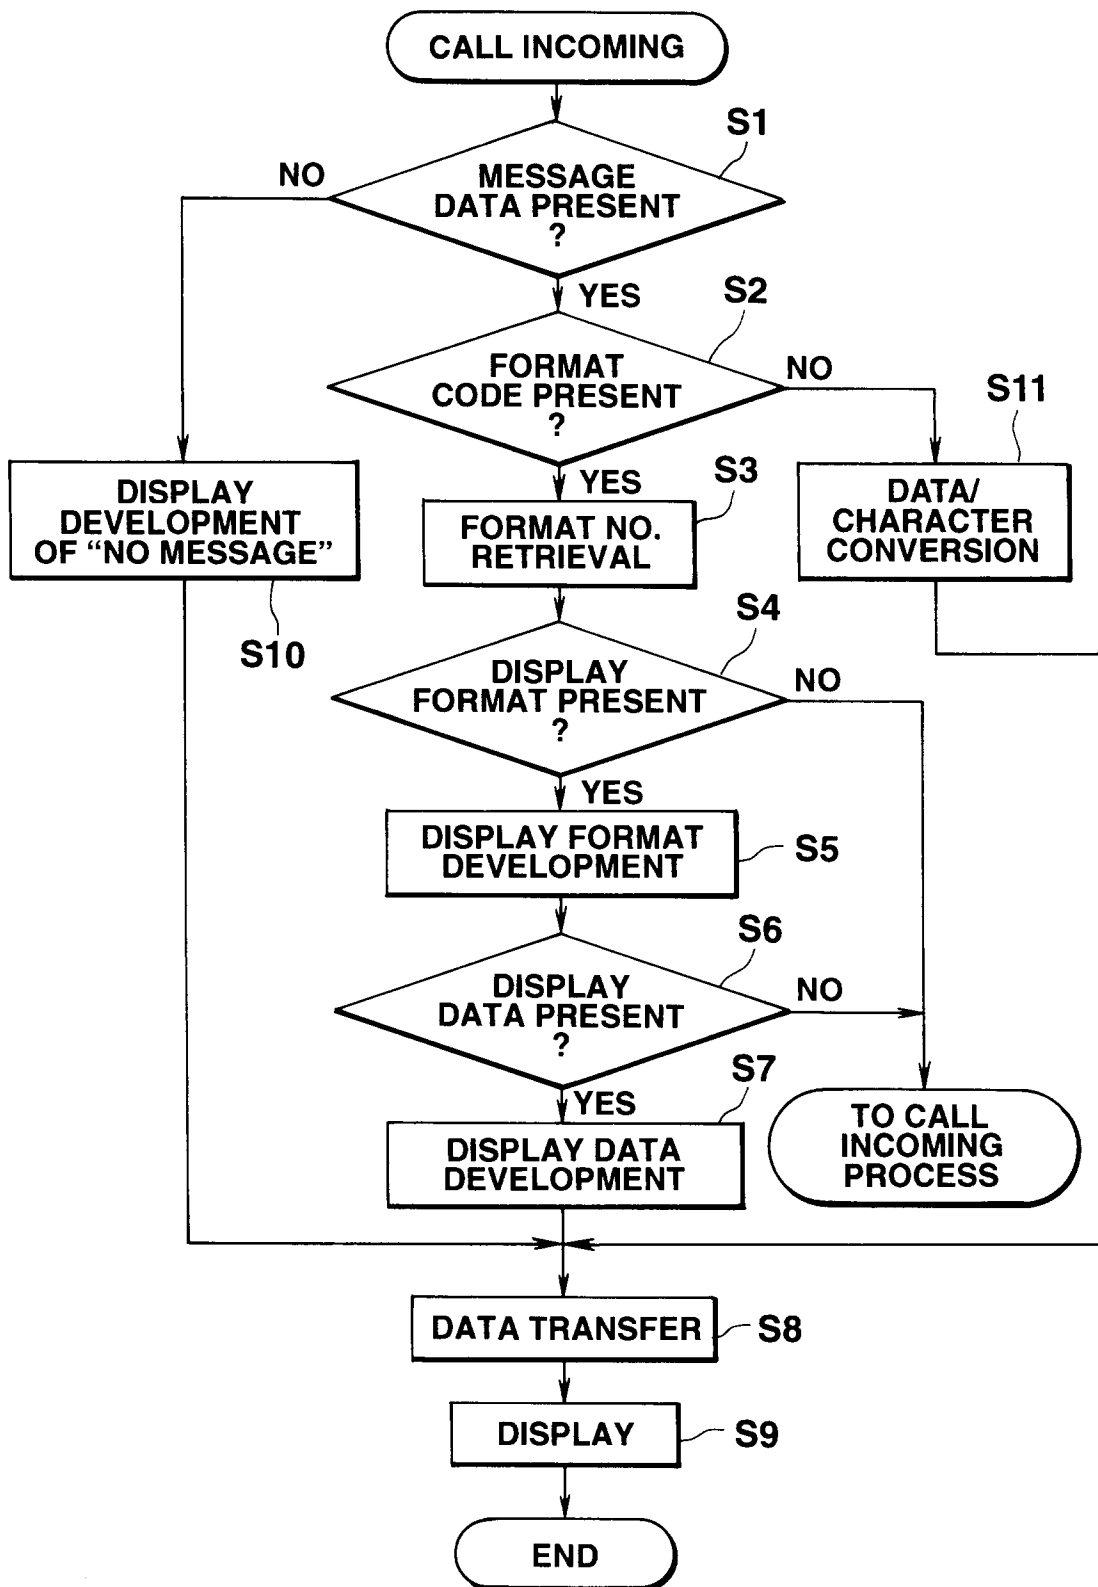 CALL INCOMING
S1
NO
MESSAGE
DATA PRESENT
?
YES
S2
FORMAT
CODE PRESENT
?
NO
S11
YES
S3
DISPLAY
DEVELOPMENT
OF “NO MESSAGE”
FORMAT NO.
RETRIEVAL
DATA/
CHARACTER
CONVERSION
S10
S4
DISPLAY
FORMAT PRESENT
?
NO
YES
DISPLAY FORMAT
DEVELOPMENT
S5
S6
DISPLAY
DATA PRESENT
?
NO
S7
YES
DISPLAY DATA
DEVELOPMENT
TO CALL
INCOMING
PROCESS
DATA TRANSFER
S8
DISPLAY
S9
END